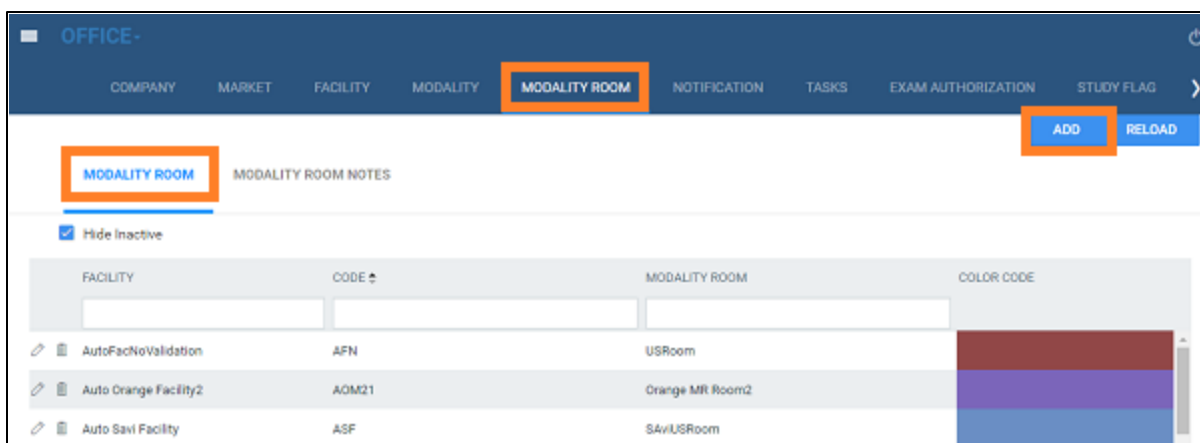 OFFICE-
COMPANY MARKET FACILITY MODALITY MODALITY ROOM NOTIFICATION TASKS EXAM AUTHORIZATION STUDY FLAG
ADD RELOAD
MODALITY ROOM MODALITY ROOM NOTES
Hide Inactive
FACILITY CODE MODALITY ROOM COLOR CODE
AutoFacNoValidation AFN USRoom
Auto Orange Facility2 AOM21 Orange MR Room2
Auto Savi Facility ASF SAviUSRoom